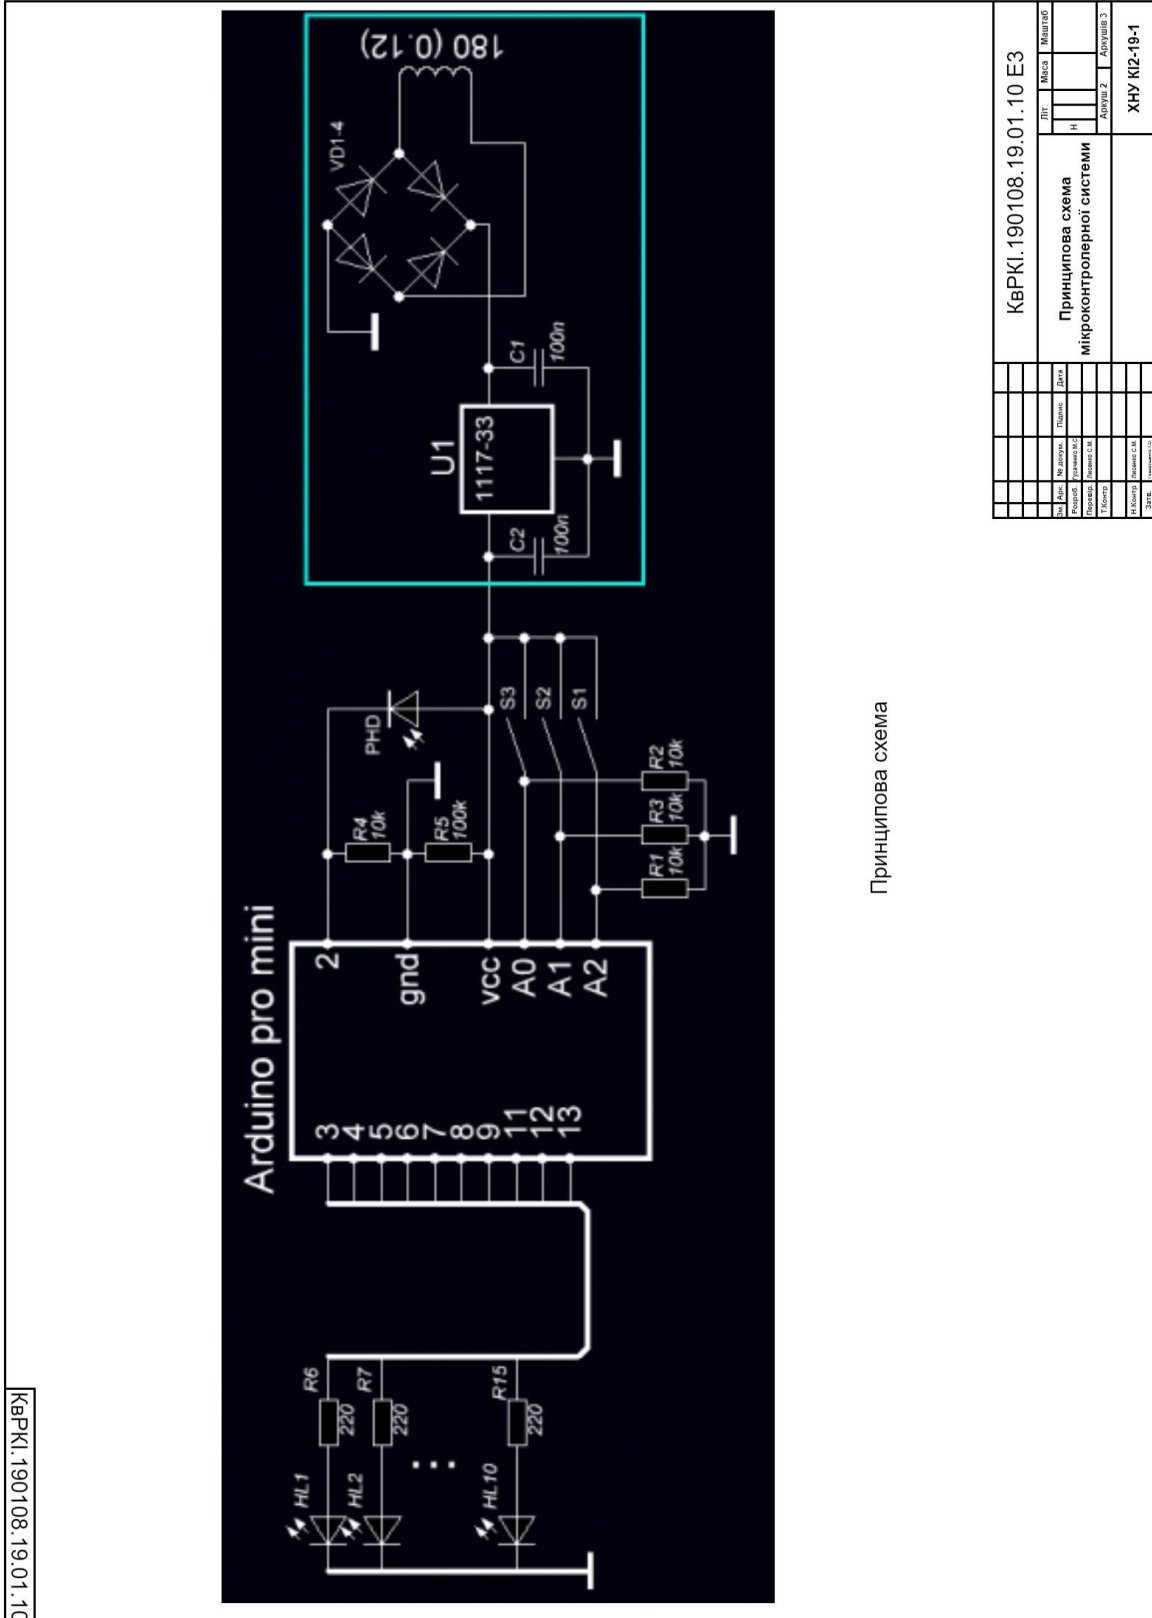 180 (0.12)
VD1-4
C1
100n
U1
1117-33
C2
100n
PHD
S3
S2
S1
R4
10k
R5
100k
R2
10k
R3
10k
R1
10k
Arduino pro mini
2
gnd
vcc
A0
A1
A2
3
4
5
6
7
8
9
11
12
13
R6
220
R7
220
R15
220
HL1
HL2
HL10
Принципова схема
КвРКІ.190108.19.01.10 Е3
Принципова схема
мікроконтролерної системи
Літ.
Маса
Маштаб
Н
Аркуш 2
Аркушів 3
ХНУ КІ2-19-1
Зм.
Арк.
№ докум.
Підпис
Дата
Розроб.
Перевір.
Лисенко С.М.
Т.Контр
Н.Контр
Лисенко С.М.
Затв.
КвРКІ.190108.19.01.10